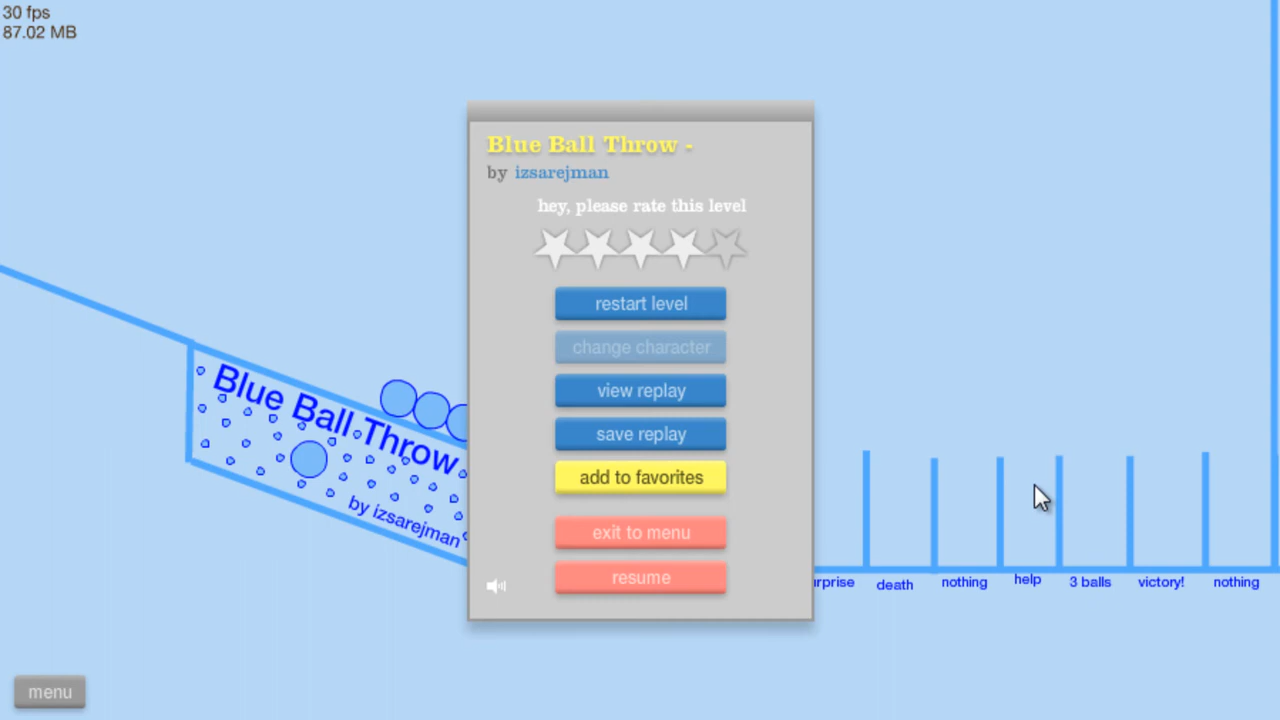 30 fps
87.02 MB
Blue Ball Throw -
by izsarejman
hey, please rate this level
restart level
change character
view replay
save replay
add to favorites
exit to menu
resume
Blue Ball Throw
by izsarejman
urprise
death
nothing
help
3 balls
victory!
nothing
menu